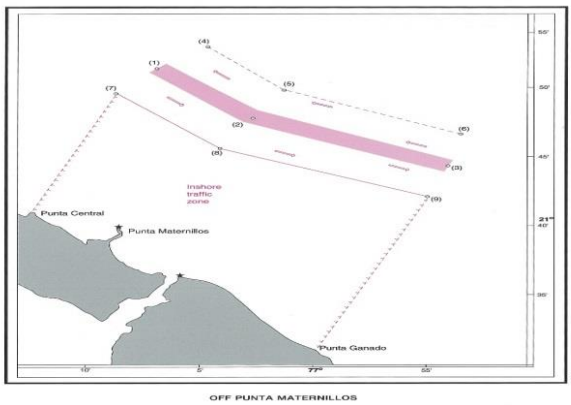 (4)
55'
(1)
(5)
50'
(7)
(2)
(6)
(8)
45'
(3)
Inshore
traffic
zone
(9)
Punta Central
21°
40'
Punta Maternillos
35'
Punta Ganado
10'
5'
77°
55'
OFF PUNTA MATERNILLOS